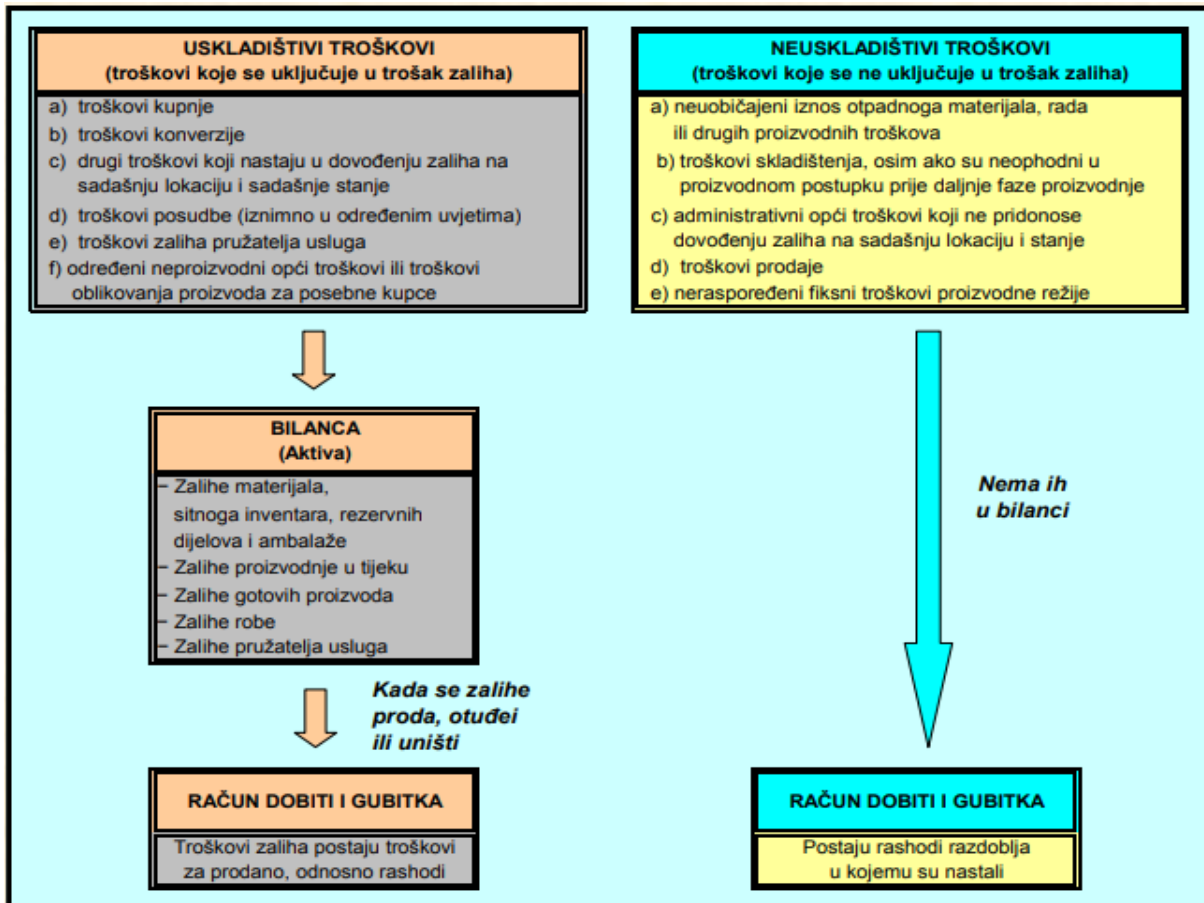 USKLADIŠTIVI TROŠKOVI
(troškovi koje se uključuje u trošak zaliha)
a) troškovi kupnje
b) troškovi konverzije
c) drugi troškovi koji nastaju u dovođenju zaliha na
sadašnju lokaciju i sadašnje stanje
d) troškovi posudbe (iznimno u određenim uvjetima)
e) troškovi zaliha pružatelja usluga
f) određeni neproizvodni opći troškovi ili troškovi
oblikovanja proizvoda za posebne kupce
NEUSKLADIŠTIVI TROŠKOVI
(troškovi koje se ne uključuje u trošak zaliha)
a) neuobičajeni iznos otpadnoga materijala, rada
ili drugih proizvodnih troškova
b) troškovi skladištenja, osim ako su neophodni u
proizvodnom postupku prije daljnje faze proizvodnje
c) administrativni opći troškovi koji ne pridonose
dovođenju zaliha na sadašnju lokaciju i stanje
d) troškovi prodaje
e) neraspoređeni fiksni troškovi proizvodne režije
BILANCA
(Aktiva)
− Zalihe materijala,
sitnoga inventara, rezervnih
dijelova i ambalaže
− Zalihe proizvodnje u tijeku
− Zalihe gotovih proizvoda
− Zalihe robe
− Zalihe pružatelja usluga
Nema ih
u bilanci
Kada se zalihe
proda, otuđei
ili uništi
RAČUN DOBITI I GUBITKA
Troškovi zaliha postaju troškovi
za prodano, odnosno rashodi
RAČUN DOBITI I GUBITKA
Postaju rashodi razdoblja
u kojemu su nastali